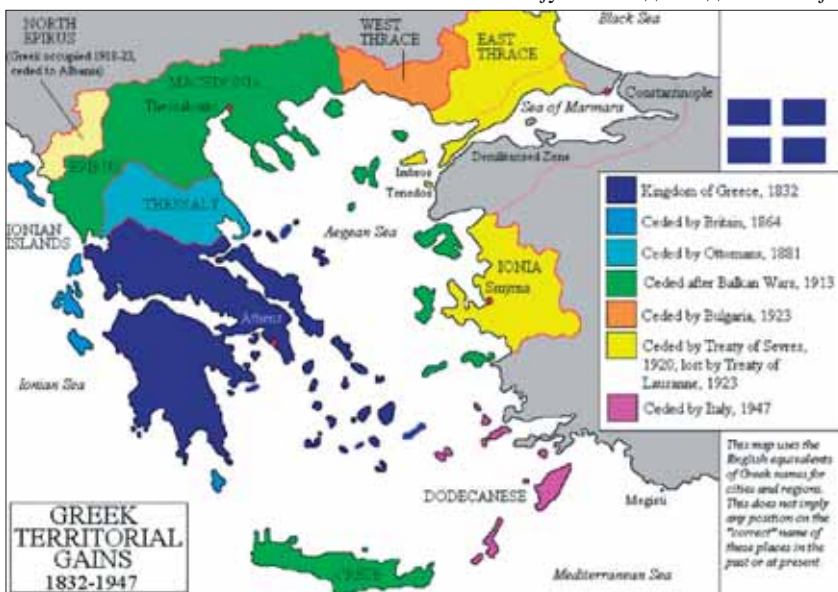 Black Sea
NORTH
EPIRUS
(Greek occupied 1918-23,
ceded to Albania)
WEST
THRACE
EAST
THRACE
MACEDONIA
Thessaloniki
Constantinople
Sea of Marmara
EPIRUS
Imbros
Demilitarised Zone
Tenedos
THESSALY
IONIAN
ISLANDS
Aegean Sea
IONIA
Smyrna
Athens
Ionian Sea
DODECANESE
Megisti
CRETE
Mediterranean Sea
GREEK
TERRITORIAL
GAINS
1832-1947
Kingdom of Greece, 1832
Ceded by Britain, 1864
Ceded by Ottomans, 1881
Ceded after Balkan Wars, 1913
Ceded by Bulgaria, 1923
Ceded by Treaty of Sevres,
1920, lost by Treaty of
Lausanne, 1923
Ceded by Italy, 1947
This map uses the
English equivalents
of Greek names for
cities and regions.
This does not imply
any position on the
"correct" name of
these places in the
past or at present